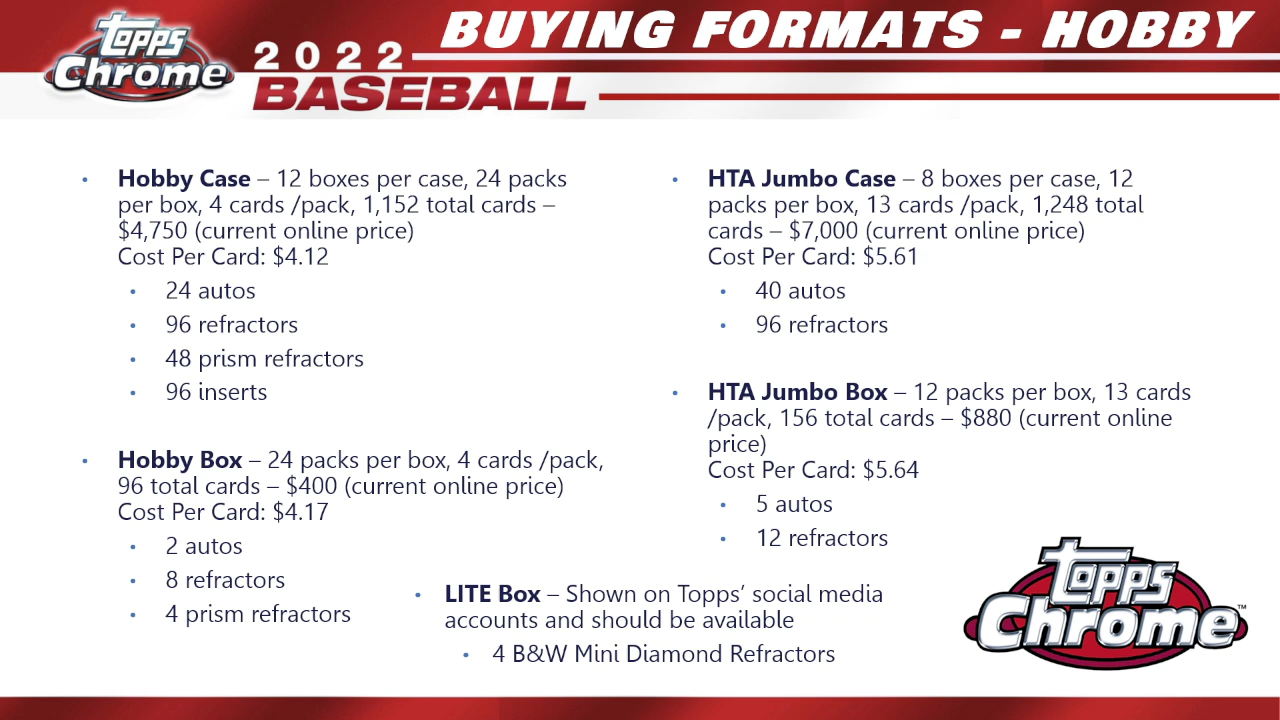 Topps
Chrome
2022
BASEBALL
BUYING FORMATS - HOBBY
• Hobby Case – 12 boxes per case, 24 packs
per box, 4 cards /pack, 1,152 total cards –
$4,750 (current online price)
Cost Per Card: $4.12
• 24 autos
• 96 refractors
• 48 prism refractors
• 96 inserts
• Hobby Box – 24 packs per box, 4 cards /pack,
96 total cards – $400 (current online price)
Cost Per Card: $4.17
• 2 autos
• 8 refractors
• 4 prism refractors
• HTA Jumbo Case – 8 boxes per case, 12
packs per box, 13 cards /pack, 1,248 total
cards – $7,000 (current online price)
Cost Per Card: $5.61
• 40 autos
• 96 refractors
• HTA Jumbo Box – 12 packs per box, 13 cards
/pack, 156 total cards – $880 (current online
price)
Cost Per Card: $5.64
• 5 autos
• 12 refractors
• LITE Box – Shown on Topps’ social media
accounts and should be available
• 4 B&W Mini Diamond Refractors
Topps
Chrome™